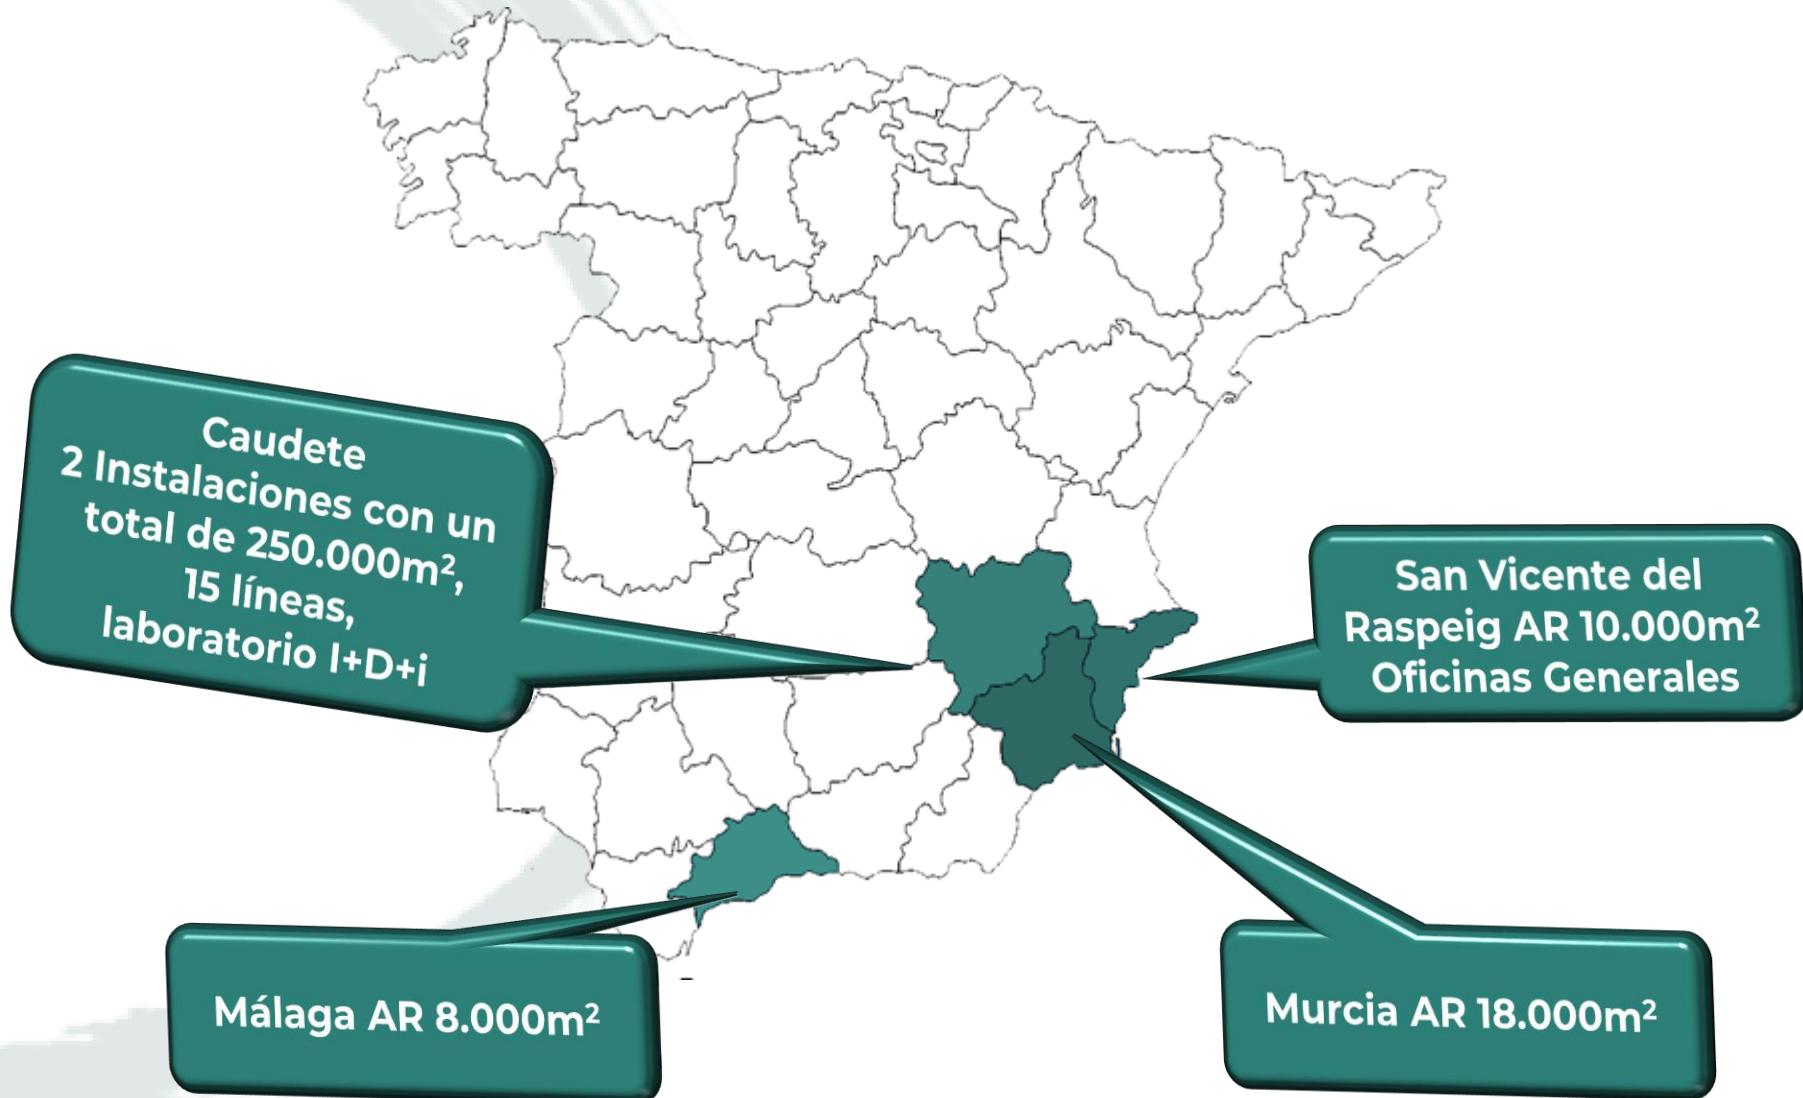 Caudete
2 Instalaciones con un
total de 250.000m²,
15 líneas,
laboratorio I+D+i
San Vicente del
Raspeig AR 10.000m²
Oficinas Generales
Málaga AR 8.000m²
Murcia AR 18.000m²